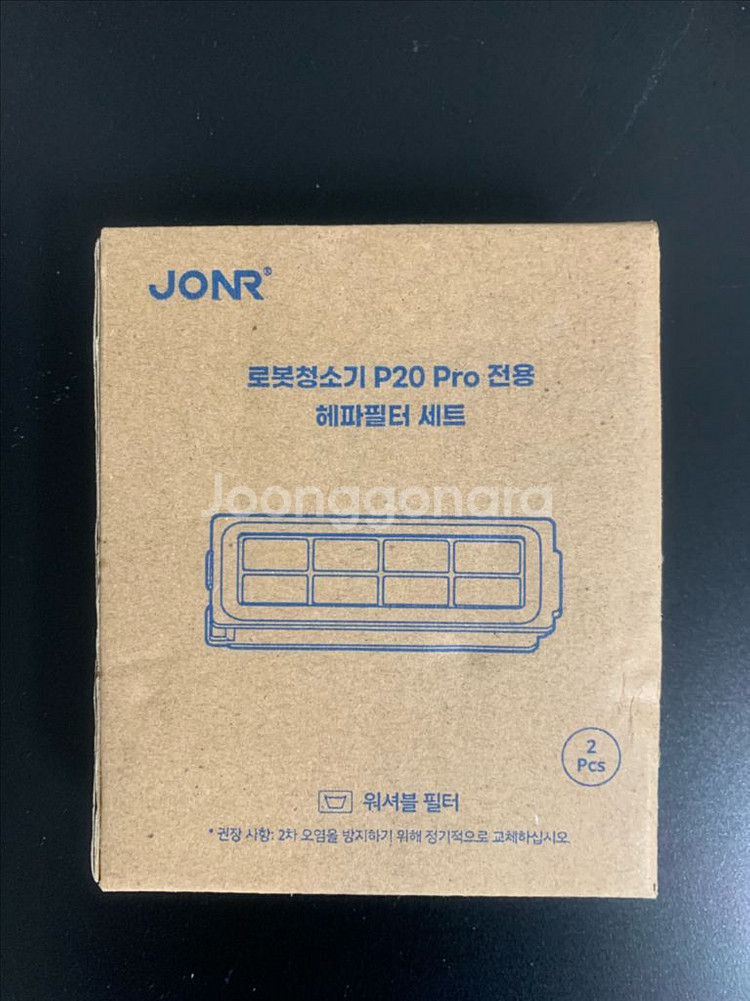 JONR®
로봇청소기 P20 Pro 전용
헤파필터 세트
Joonggonara
2
Pcs
워셔블 필터
* 권장 사항: 2차 오염을 방지하기 위해 정기적으로 교체하십시오.